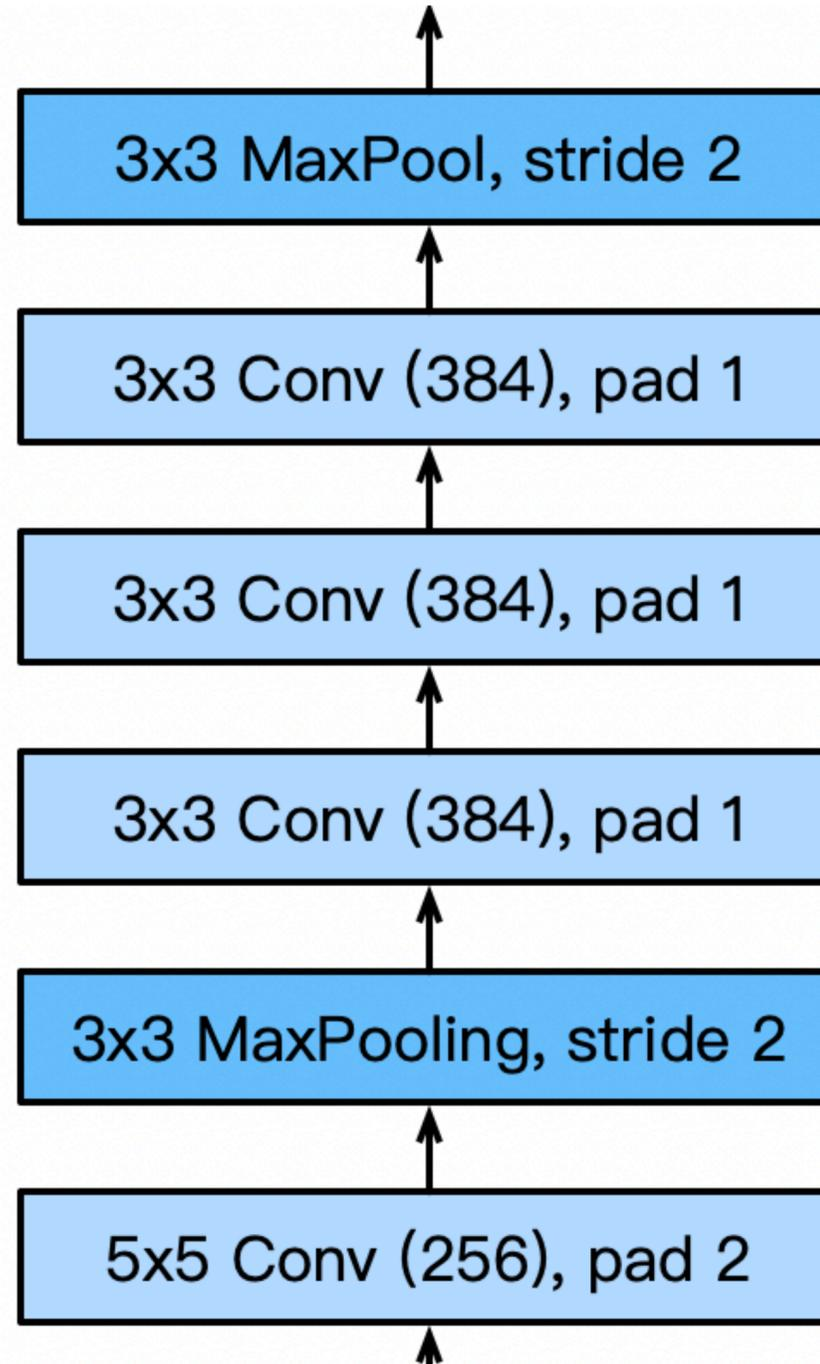 3x3 MaxPool, stride 2
3x3 Conv (384), pad 1
3x3 Conv (384), pad 1
3x3 Conv (384), pad 1
3x3 MaxPooling, stride 2
5x5 Conv (256), pad 2